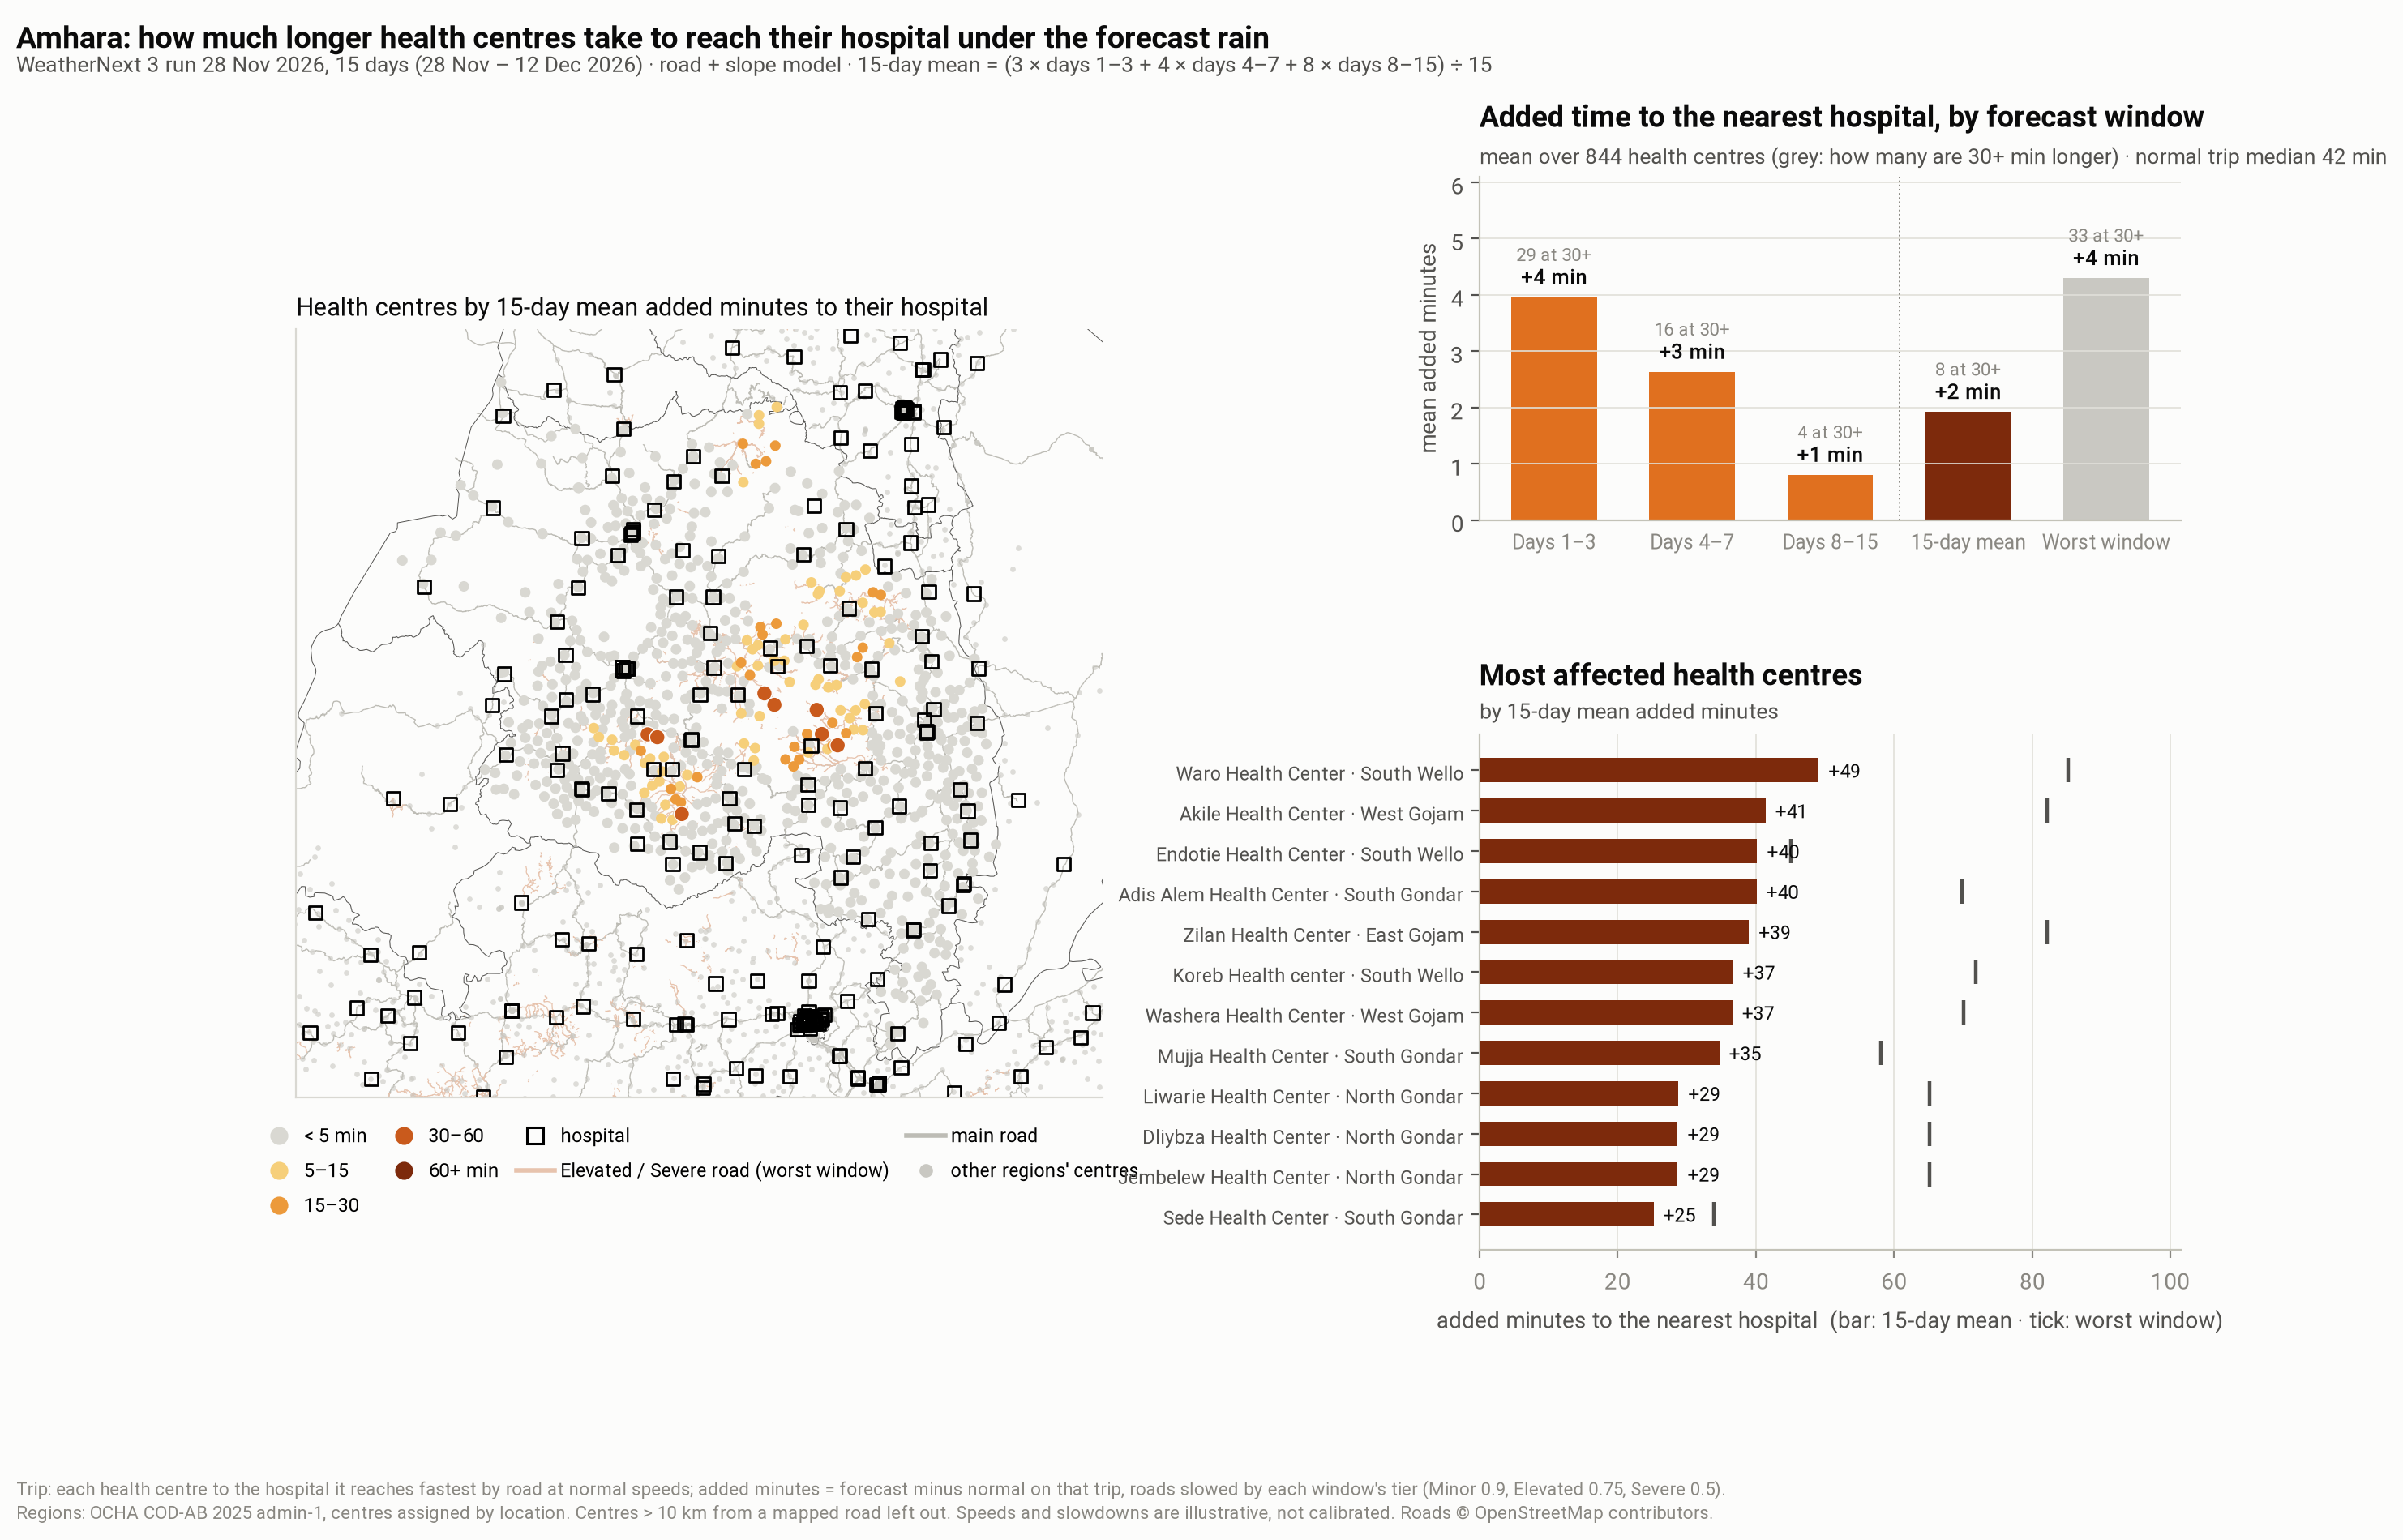 Amhara: how much longer health centres take to reach their hospital under the forecast rain
WeatherNext 3 run 28 Nov 2026, 15 days (28 Nov – 12 Dec 2026) · road + slope model · 15-day mean = (3 × days 1–3 + 4 × days 4–7 + 8 × days 8–15) ÷ 15
Health centres by 15-day mean added minutes to their hospital
< 5 min
5–15
15–30
30–60
60+ min
hospital
Elevated / Severe road (worst window)
main road
other regions' centres
Added time to the nearest hospital, by forecast window
mean over 844 health centres (grey: how many are 30+ min longer) · normal trip median 42 min
mean added minutes
6
5
4
3
2
1
0
29 at 30+
+4 min
16 at 30+
+3 min
4 at 30+
+1 min
8 at 30+
+2 min
33 at 30+
+4 min
Days 1–3
Days 4–7
Days 8–15
15-day mean
Worst window
Most affected health centres
by 15-day mean added minutes
Waro Health Center · South Wello
+49
Akile Health Center · West Gojam
+41
Endotie Health Center · South Wello
+40
Adis Alem Health Center · South Gondar
+40
Zilan Health Center · East Gojam
+39
Koreb Health center · South Wello
+37
Washera Health Center · West Gojam
+37
Mujja Health Center · South Gondar
+35
Liwarie Health Center · North Gondar
+29
Dliybza Health Center · North Gondar
+29
Jembelew Health Center · North Gondar
+29
Sede Health Center · South Gondar
+25
0
20
40
60
80
100
added minutes to the nearest hospital (bar: 15-day mean · tick: worst window)
Trip: each health centre to the hospital it reaches fastest by road at normal speeds; added minutes = forecast minus normal on that trip, roads slowed by each window's tier (Minor 0.9, Elevated 0.75, Severe 0.5).
Regions: OCHA COD-AB 2025 admin-1, centres assigned by location. Centres > 10 km from a mapped road left out. Speeds and slowdowns are illustrative, not calibrated. Roads © OpenStreetMap contributors.